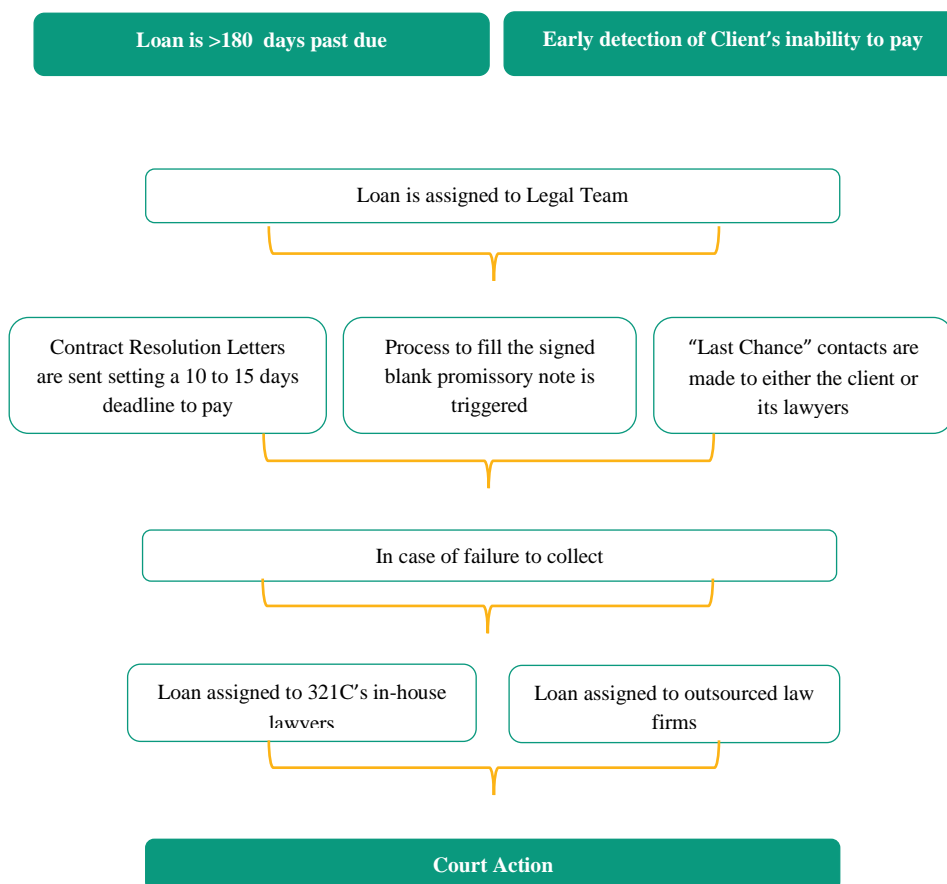 Loan is >180 days past due
Early detection of Client's inability to pay
Loan is assigned to Legal Team
Contract Resolution Letters
are sent setting a 10 to 15 days
deadline to pay
Process to fill the signed
blank promissory note is
triggered
“Last Chance” contacts are
made to either the client or
its lawyers
In case of failure to collect
Loan assigned to 321C's in-house
lawyers
Loan assigned to outsourced law
firms
Court Action